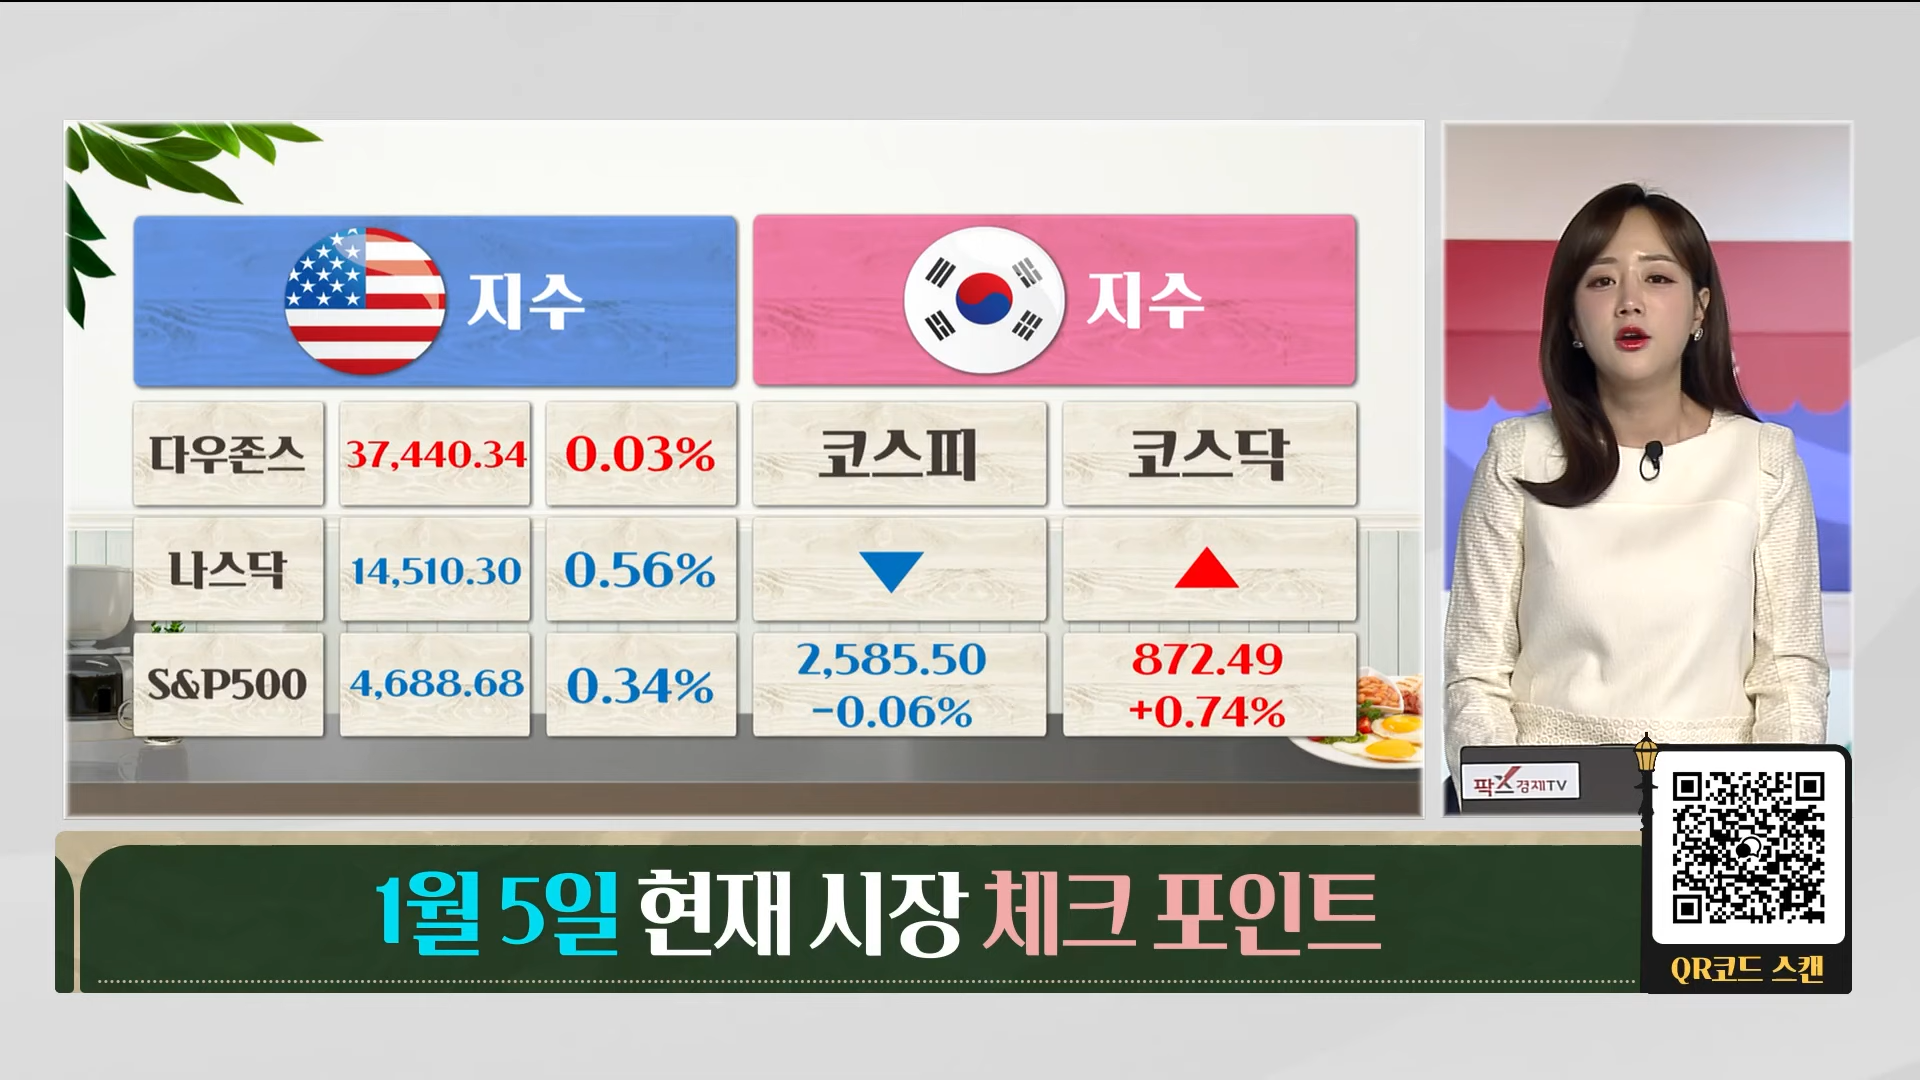 지수
지수
다우존스 37,440.34 0.03% 코스피 코스닥
나스닥 14,510.30 0.56% ▼ ▲
S&P500 4,688.68 0.34% 2,585.50 872.49
-0.06% +0.74%
팍스경제TV
1월 5일 현재 시장 체크 포인트
QR코드 스캔